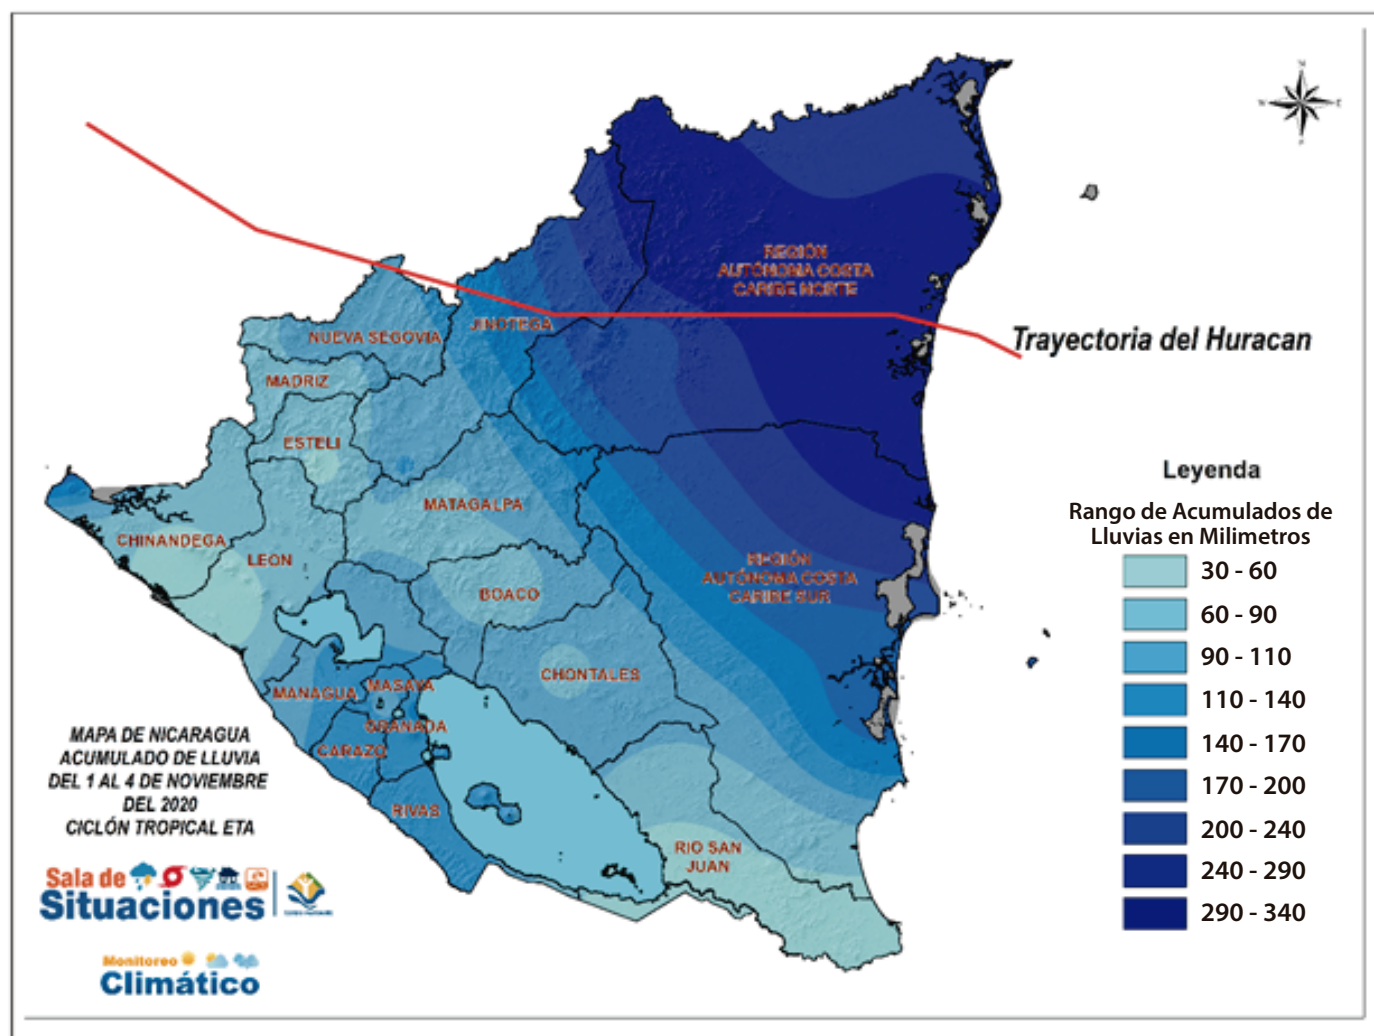 N
REGIÓN
AUTÓNOMA COSTA
CARIBE NORTE
Trayectoria del Huracan
JINOTEGA
NUEVA SEGOVIA
MADRIZ
ESTELI
MATAGALPA
CHINANDEGA
LEON
BOACO
REGIÓN
AUTÓNOMA COSTA
CARIBE SUR
CHONTALES
MANAGUA
MASAYA
GRANADA
CARAZO
RIVAS
RIO SAN
JUAN
Leyenda
Rango de Acumulados de
Lluvias en Milimetros
30 - 60
60 - 90
90 - 110
110 - 140
140 - 170
170 - 200
200 - 240
240 - 290
290 - 340
MAPA DE NICARAGUA
ACUMULADO DE LLUVIA
DEL 1 AL 4 DE NOVIEMBRE
DEL 2020
CICLÓN TROPICAL ETA
Sala de
Situaciones
Monitoreo
Climático